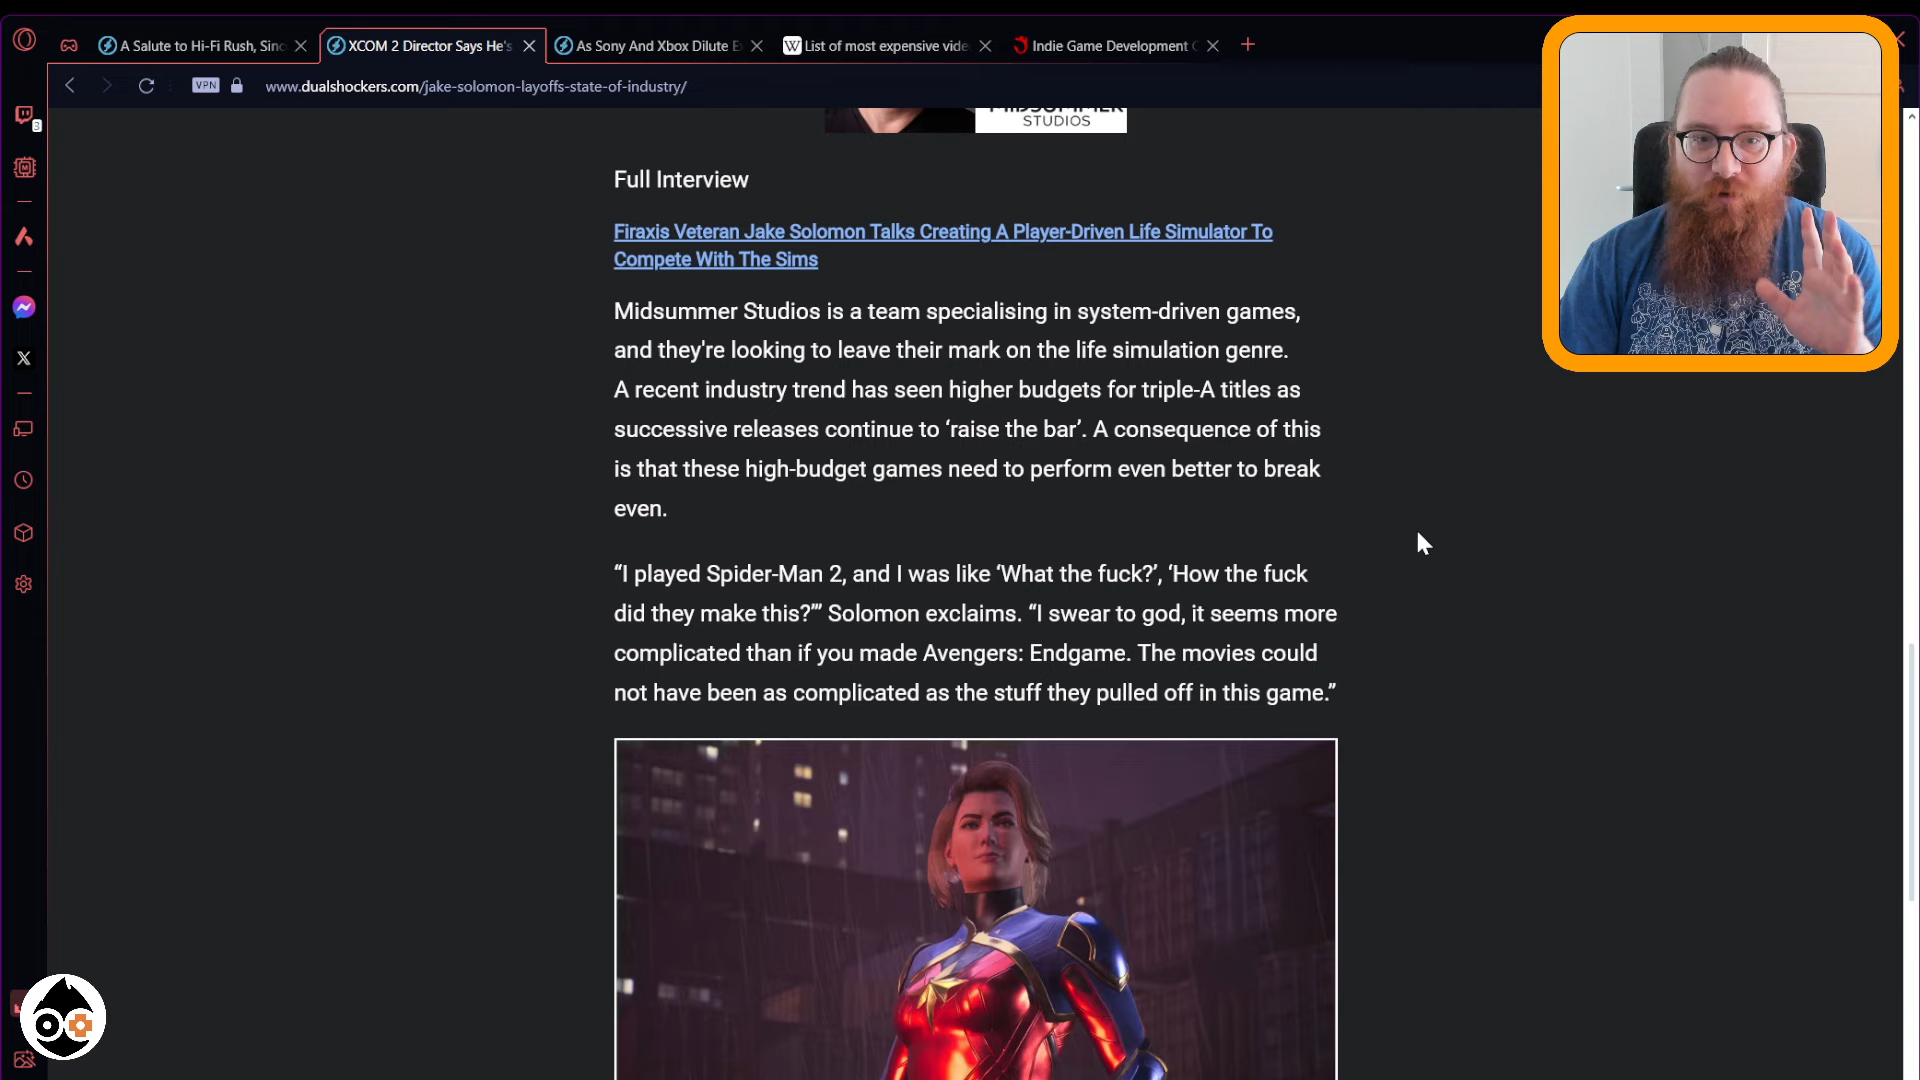 A Salute to Hi-Fi Rush, Sinc
XCOM 2 Director Says He's
As Sony And Xbox Dilute E
W List of most expensive vide
Indie Game Development C
VPN
www.dualshockers.com/jake-solomon-layoffs-state-of-industry/
3
STUDIOS
Full Interview
Firaxis Veteran Jake Solomon Talks Creating A Player-Driven Life Simulator To
Compete With The Sims
Midsummer Studios is a team specialising in system-driven games,
and they're looking to leave their mark on the life simulation genre.
A recent industry trend has seen higher budgets for triple-A titles as
successive releases continue to ‘raise the bar’. A consequence of this
is that these high-budget games need to perform even better to break
even.
“I played Spider-Man 2, and I was like ‘What the fuck?’, ‘How the fuck
did they make this?’” Solomon exclaims. “I swear to god, it seems more
complicated than if you made Avengers: Endgame. The movies could
not have been as complicated as the stuff they pulled off in this game.”